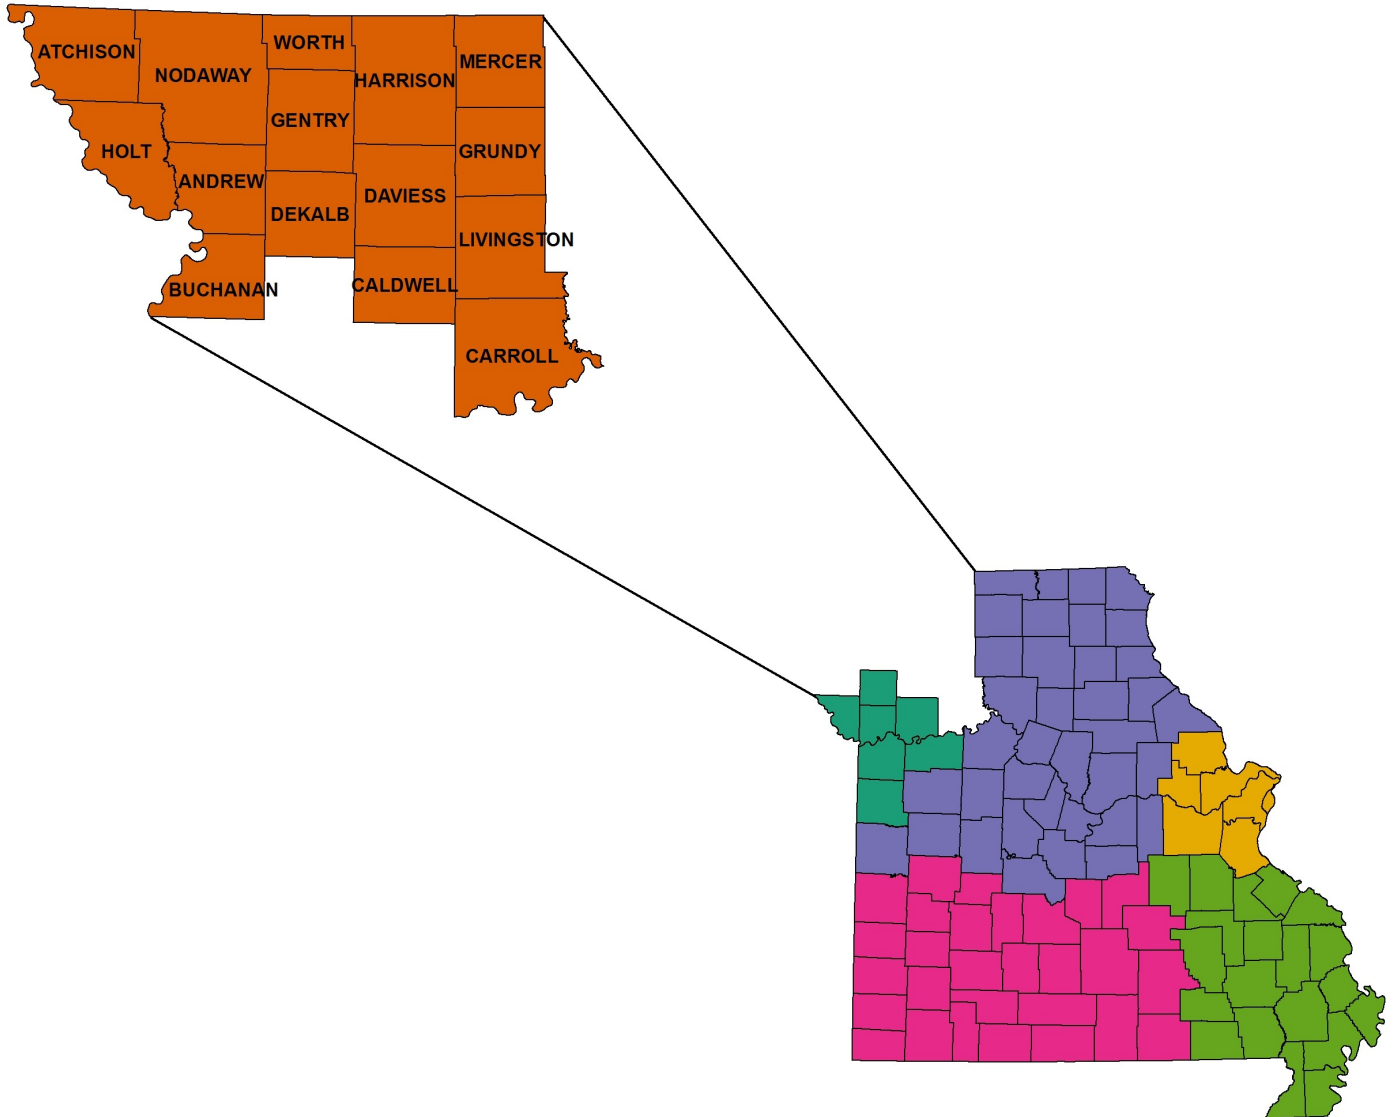 WORTH
ATCHISON
MERCER
NODAWAY
HARRISON
GENTRY
HOLT
GRUNDY
ANDREW
DAVIESS
DEKALB
LIVINGSTON
CALDWELL
BUCHANAN
CARROLL